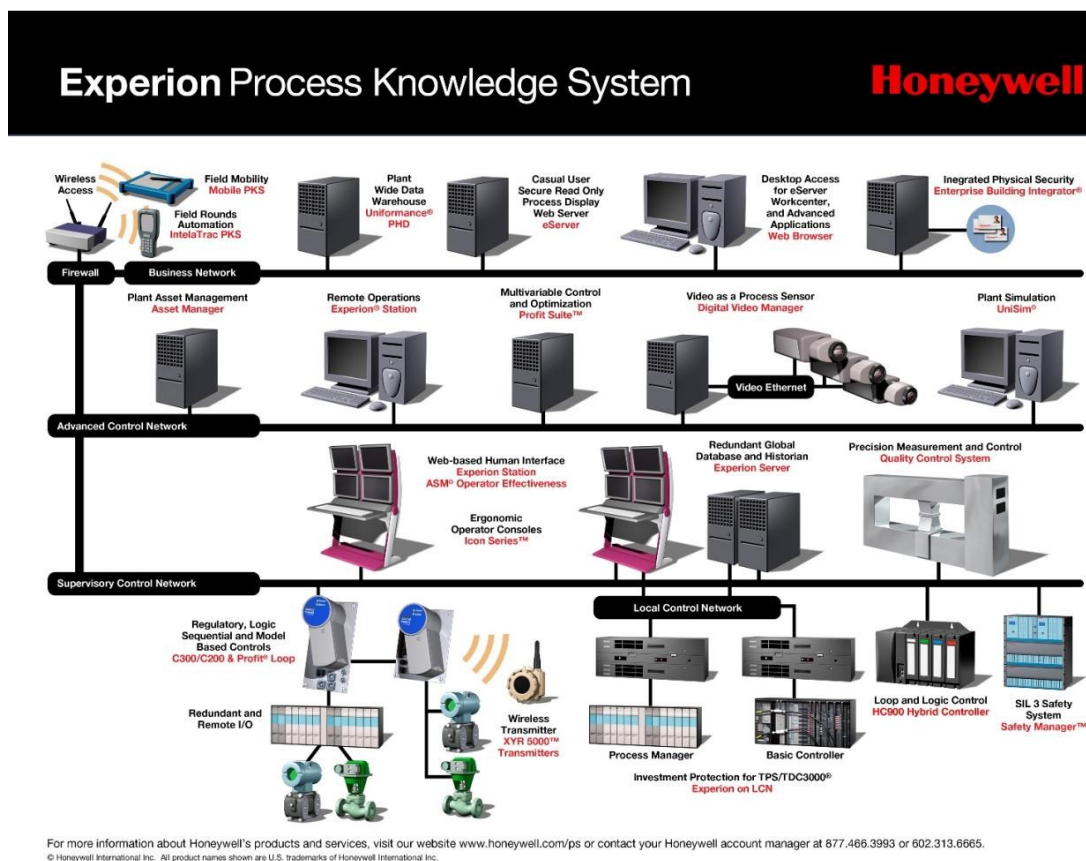 Experion Process Knowledge System
Honeywell
Wireless
Access
Field Mobility
Mobile PKS
Field Rounds
Automation
IntelaTrac PKS
Plant
Wide Data
Warehouse
Uniformance®
PHD
Casual User
Secure Read Only
Process Display
Web Server
eServer
Desktop Access
for eServer
Workcenter,
and Advanced
Applications
Web Browser
Inegrated Physical Security
Enterprise Building Integrator®
Firewall
Business Network
Plant Asset Management
Asset Manager
Remote Operations
Experion® Station
Multivariable Control
and Optimization
Profit Suite™
Video as a Process Sensor
Digital Video Manager
Plant Simulation
UniSim®
Video Ethernet
Advanced Control Network
Web-based Human Interface
Experion Station
ASM® Operator Effectiveness
Ergonomic
Operator Consoles
Icon Series™
Redundant Global
Database and Historian
Experion Server
Precision Measurement and Control
Quality Control System
Supervisory Control Network
Local Control Network
Regulatory, Logic
Sequential and Model
Based Controls
C300/C200 & Profit® Loop
Redundant and
Remote I/O
Wireless
Transmitter
XYR 5000™
Transmitters
Process Manager
Basic Controller
Investment Protection for TPS/TDC3000®
Experion on LCN
Loop and Logic Control
HC900 Hybrid Controller
SIL 3 Safety
System
Safety Manager™
For more information about Honeywell's products and services, visit our website www.honeywell.com/ps or contact your Honeywell account manager at 877.466.3993 or 602.313.6665.
© Honeywell International Inc. All product names shown are U.S. trademarks of Honeywell International Inc.